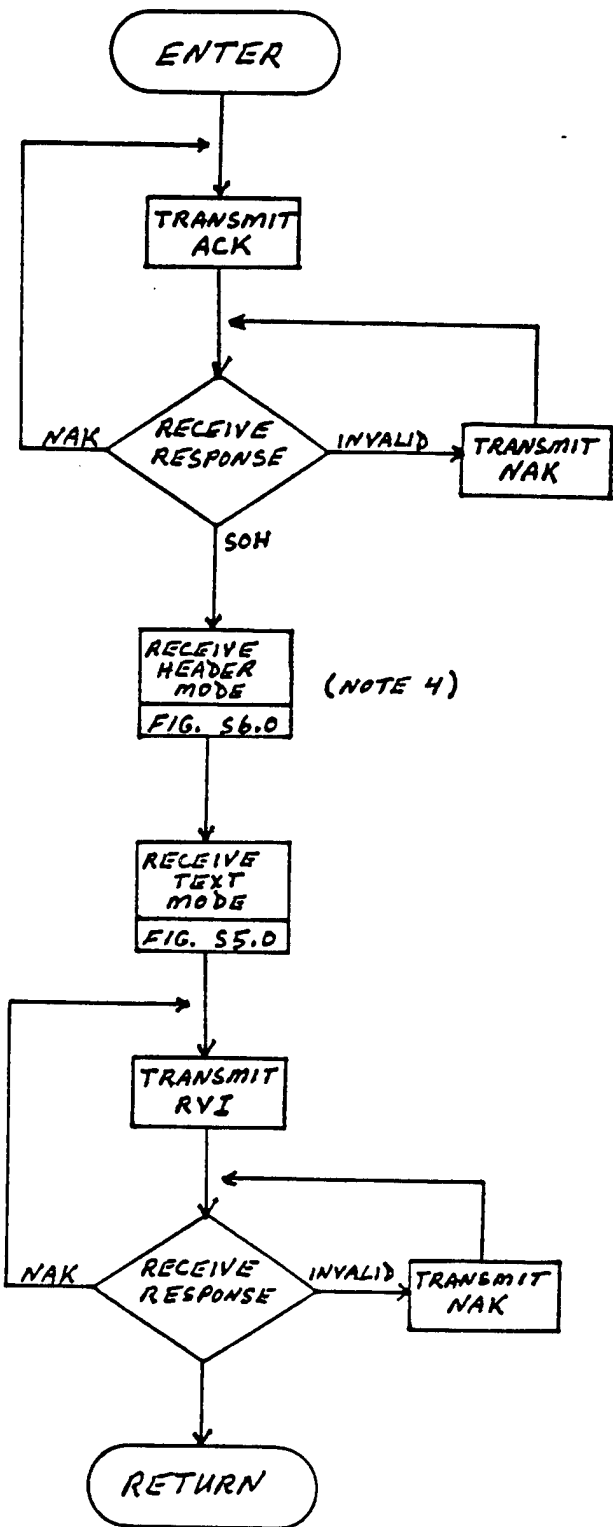 ENTER
TRANSMIT
ACK
NAK
RECEIVE
RESPONSE
INVALID
TRANSMIT
NAK
SOH
RECEIVE
HEADER
MODE
FIG. S6.0
(NOTE 4)
RECEIVE
TEXT
MODE
FIG. S5.0
TRANSMIT
RVI
NAK
RECEIVE
RESPONSE
INVALID
TRANSMIT
NAK
RETURN